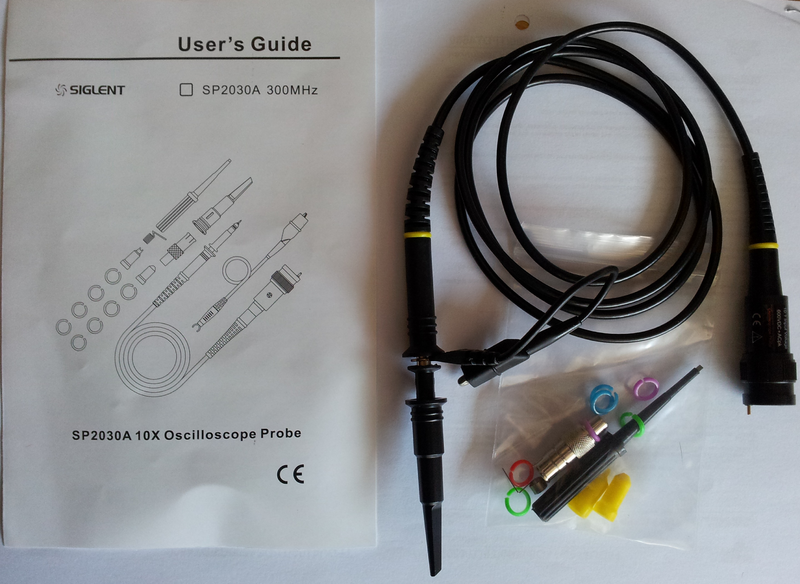 User's Guide
SIGLENT
SP2030A 300MHz
SP2030A 10X Oscilloscope Probe
CE
CE